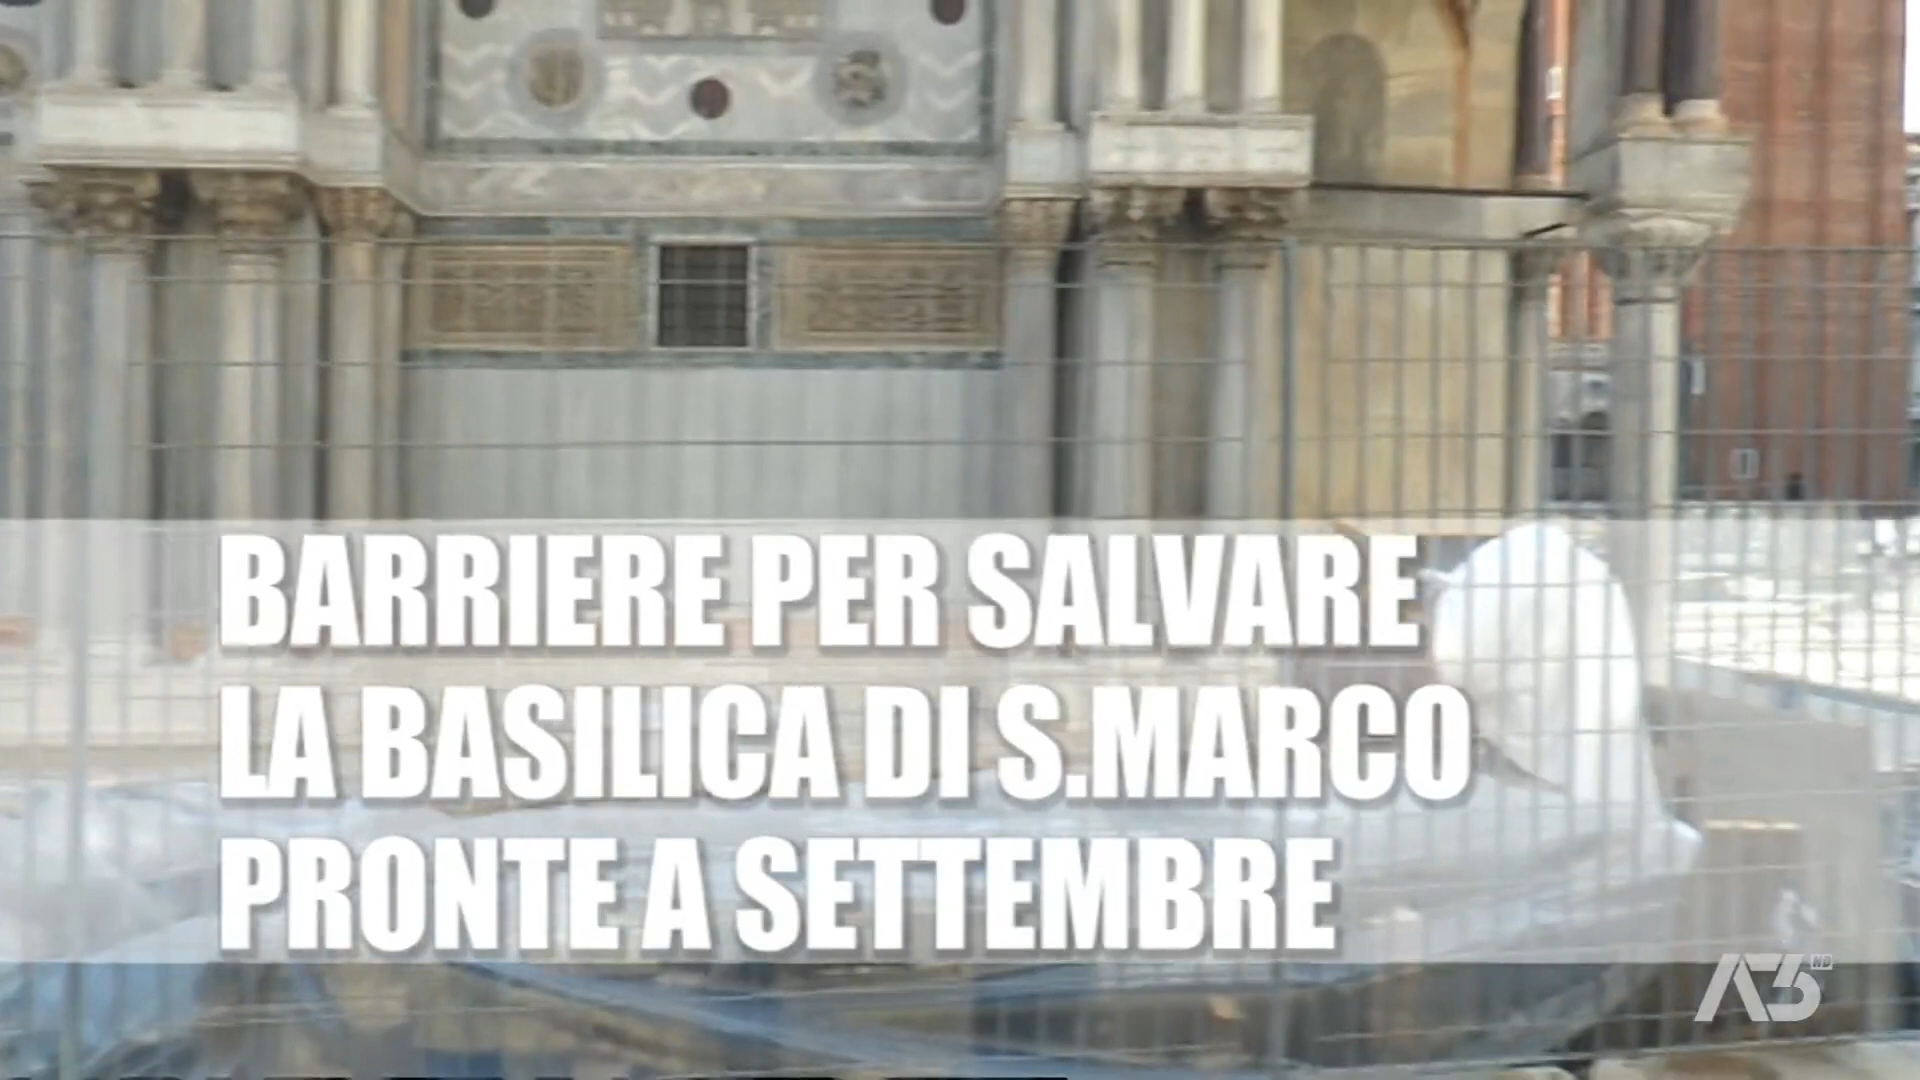 BARRIERE PER SALVARE
LA BASILICA DI S.MARCO
PRONTE A SETTEMBRE
A3 HD